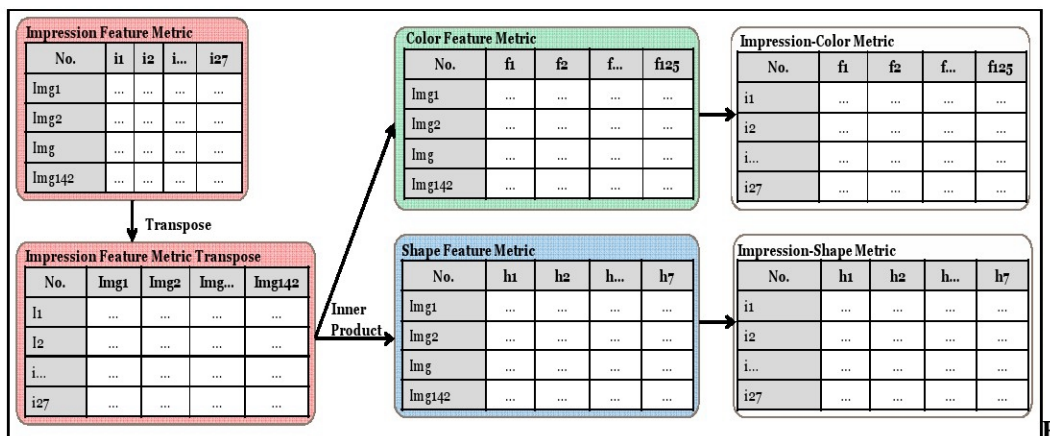 Impression Feature Metric
No. i1 i2 i... i27
Img1 ... ... ... ...
Img2 ... ... ... ...
Img ... ... ... ...
Img142 ... ... ... ...
Transpose
Impression Feature Metric Transpose
No. Img1 Img2 Img... Img142
I1 ... ... ... ...
I2 ... ... ... ...
i... ... ... ... ...
i27 ... ... ... ...
Inner
Product
Color Feature Metric
No. f1 f2 f... f125
Img1 ... ... ... ...
Img2 ... ... ... ...
Img ... ... ... ...
Img142 ... ... ... ...
Impression-Color Metric
No. f1 f2 f... f125
i1 ... ... ... ...
i2 ... ... ... ...
i... ... ... ... ...
i27 ... ... ... ...
Shape Feature Metric
No. h1 h2 h... h7
Img1 ... ... ... ...
Img2 ... ... ... ...
Img ... ... ... ...
Img142 ... ... ... ...
Impression-Shape Metric
No. h1 h2 h... h7
i1 ... ... ... ...
i2 ... ... ... ...
i... ... ... ... ...
i27 ... ... ... ...